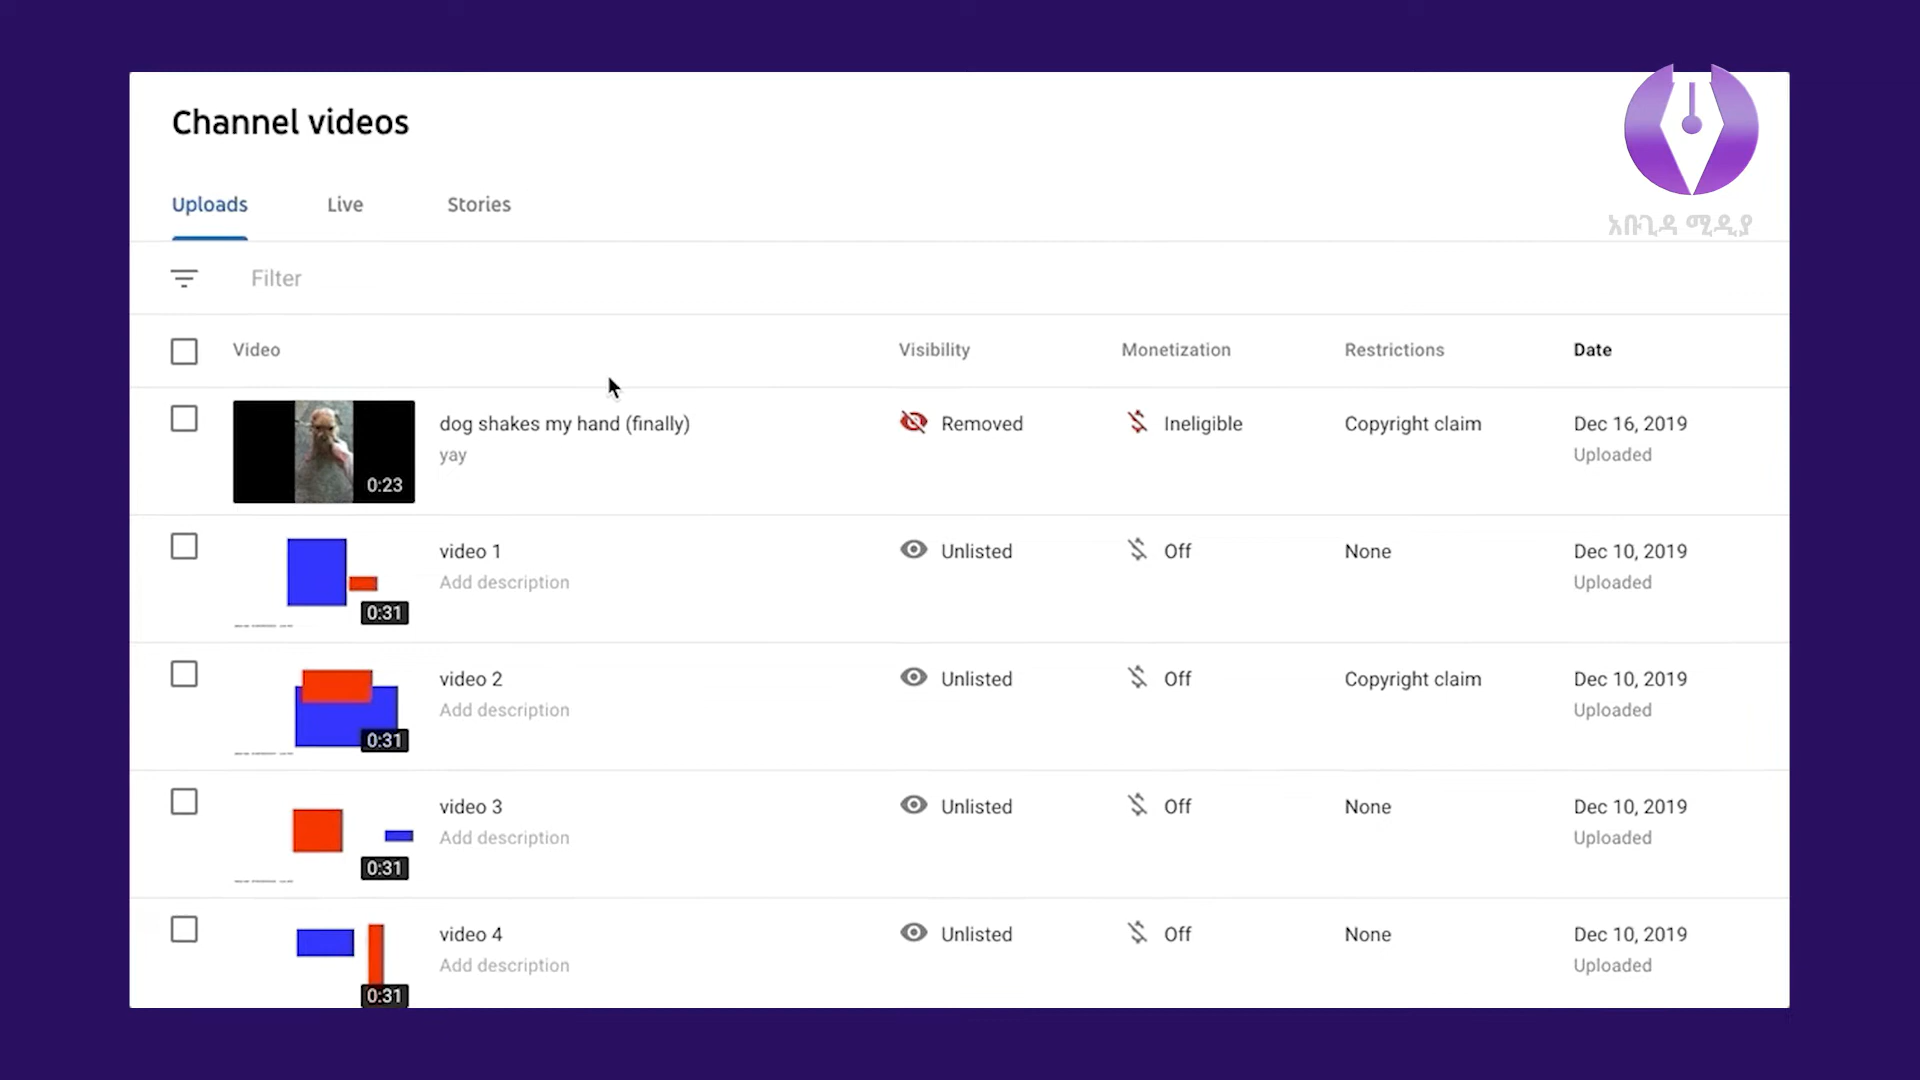 Channel videos
አቡጊዳ ሚዲያ
Uploads Live Stories
Filter
Video Visibility Monetization Restrictions Date
dog shakes my hand (finally) Removed Ineligible Copyright claim Dec 16, 2019
yay Uploaded
0:23
video 1 Unlisted Off None Dec 10, 2019
Add description Uploaded
0:31
video 2 Unlisted Off Copyright claim Dec 10, 2019
Add description Uploaded
0:31
video 3 Unlisted Off None Dec 10, 2019
Add description Uploaded
0:31
video 4 Unlisted Off None Dec 10, 2019
Add description Uploaded
0:31